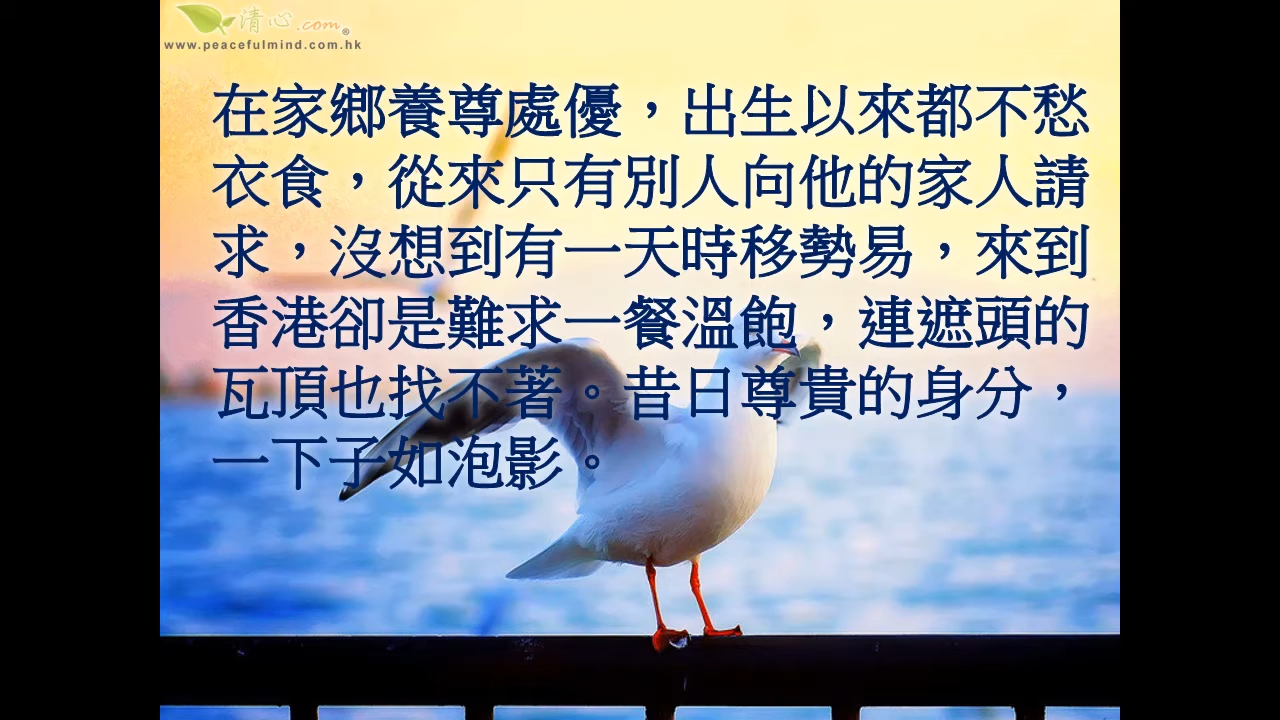 清心.com®
www.peacefulmind.com.hk
在家鄉養尊處優，出生以來都不愁
衣食，從來只有別人向他的家人請
求，沒想到有一天時移勢易，來到
香港卻是難求一餐溫飽，連遮頭的
瓦頂也找不著。昔日尊貴的身分，
一下子如泡影。